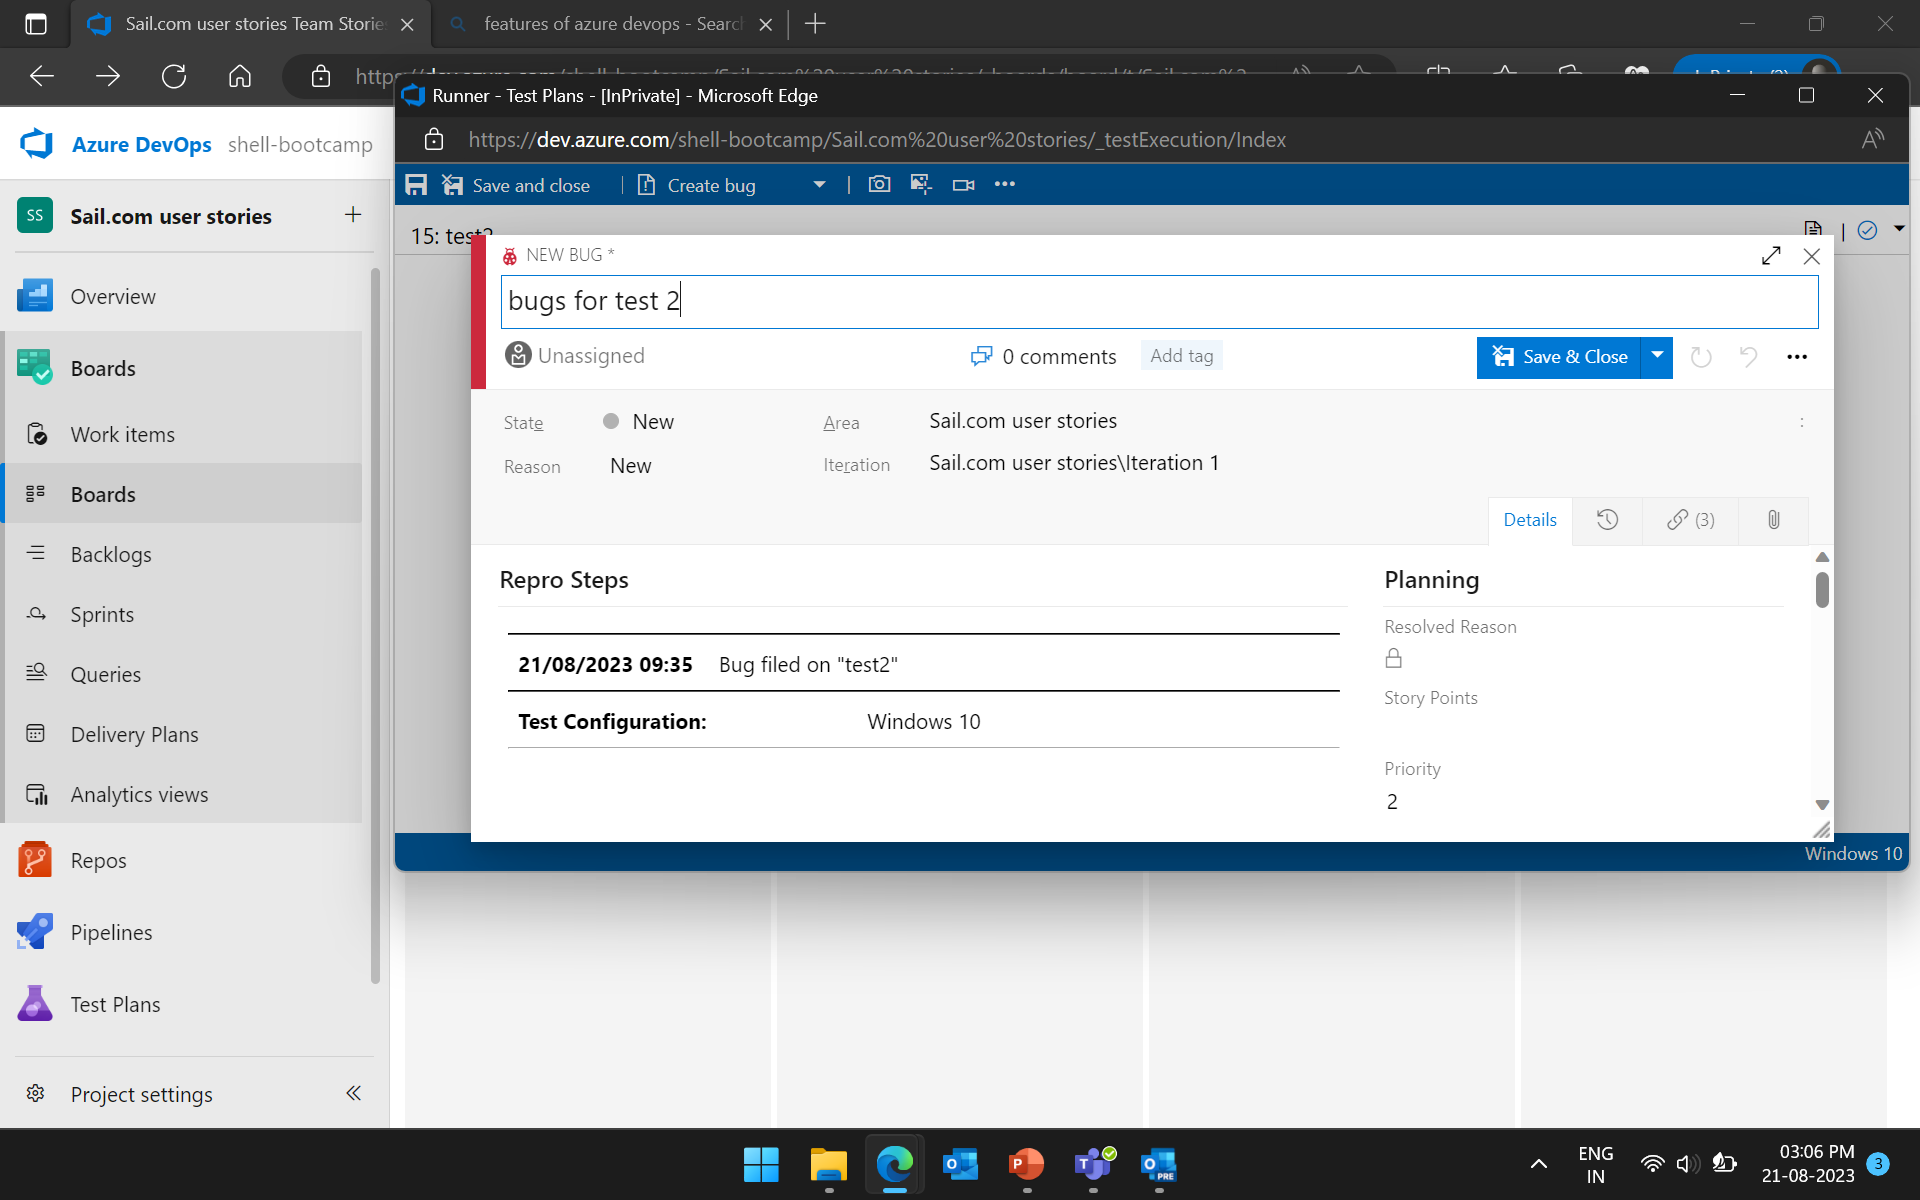 Sail.com user stories Team Storie
features of azure devops - Search
Runner - Test Plans - [InPrivate] - Microsoft Edge
https://dev.azure.com/shell-bootcamp/Sail.com%20user%20stories/_testExecution/Index
Azure DevOps shell-bootcamp
Save and close | Create bug |
SS Sail.com user stories +
15: test2
NEW BUG *
bugs for test 2
Unassigned
0 comments
Add tag
Save & Close
State New
Area Sail.com user stories
Reason New
Iteration Sail.com user stories\Iteration 1
Details
(3)
Repro Steps
21/08/2023 09:35 Bug filed on "test2"
Test Configuration: Windows 10
Planning
Resolved Reason
Story Points
Priority
2
Windows 10
Overview
Boards
Work items
Boards
Backlogs
Sprints
Queries
Delivery Plans
Analytics views
Repos
Pipelines
Test Plans
Project settings
ENG
IN
03:06 PM
21-08-2023
3